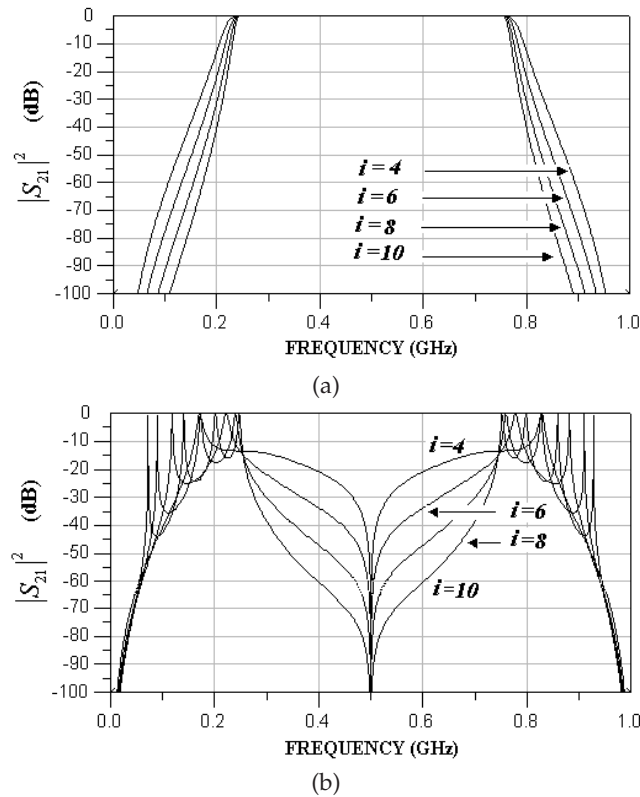 0
-10
-20
-30
-40
-50
-60
-70
-80
-90
-100
|S21|² (dB)
i=4
i=6
i=8
i=10
0.0 0.2 0.4 0.6 0.8 1.0
FREQUENCY (GHz)
(a)
0
-10
-20
-30
-40
-50
-60
-70
-80
-90
-100
|S21|² (dB)
i=4
i=6
i=8
i=10
0.0 0.2 0.4 0.6 0.8 1.0
FREQUENCY (GHz)
(b)